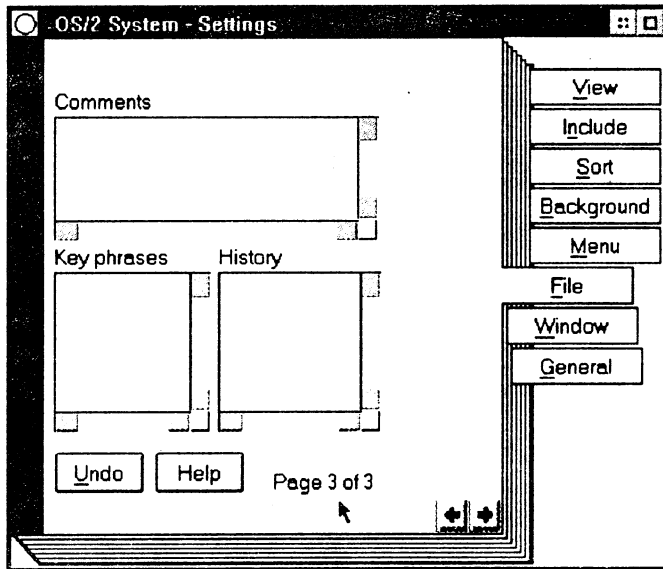 OS/2 System - Settings
Comments
Key phrases History
Undo Help Page 3 of 3
View
Include
Sort
Background
Menu
File
Window
General